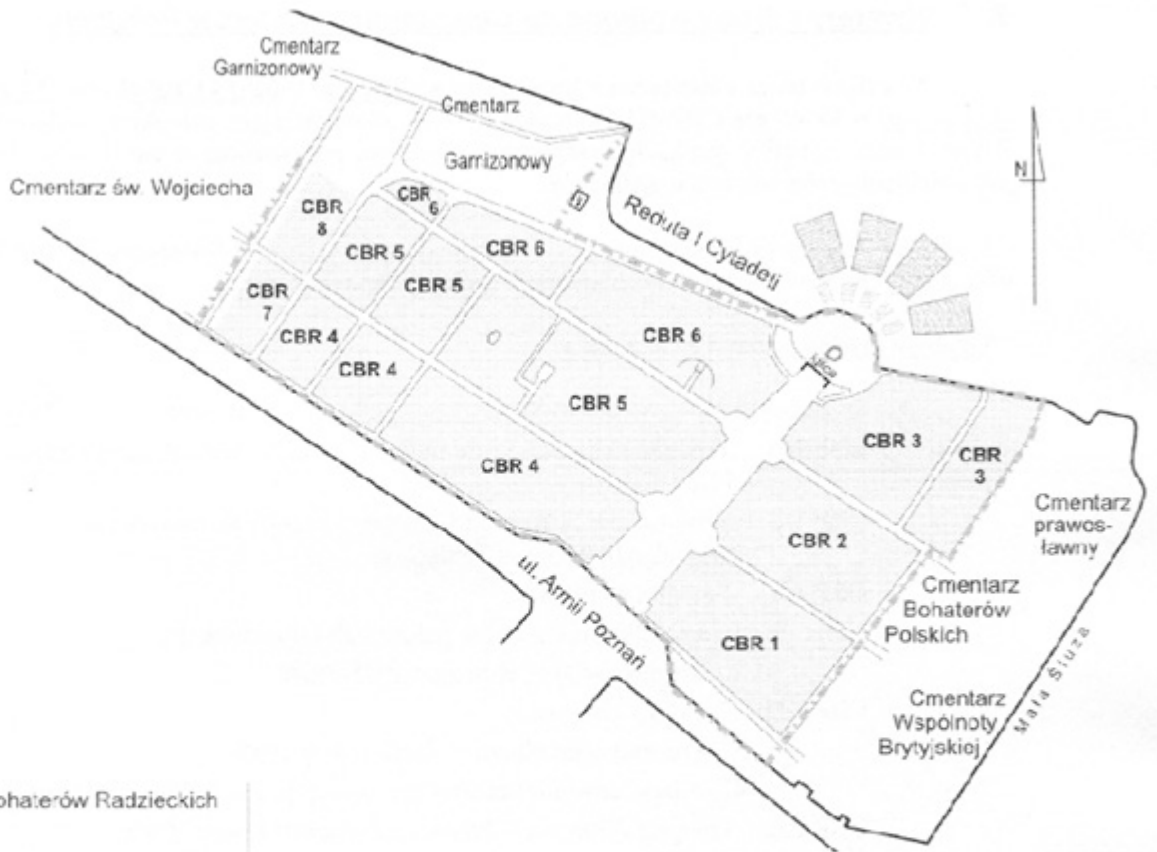 Cmentarz
Garnizonowy
Cmentarz
Garnizonowy
Cmentarz św. Wojciecha
N
Reduta I Cytadeli
CBR
8
CBR
6
CBR 6
CBR 5
CBR 5
CBR
7
CBR 4
CBR 4
CBR 6
CBR 5
CBR 4
CBR 3
CBR
3
CBR 2
CBR 1
Cmentarz
prawos-
ławny
Cmentarz
Bohaterów
Polskich
Cmentarz
Wspólnoty
Brytyjskiej
Mała Śluza
ul. Armii Poznań
ohaterów Radzieckich